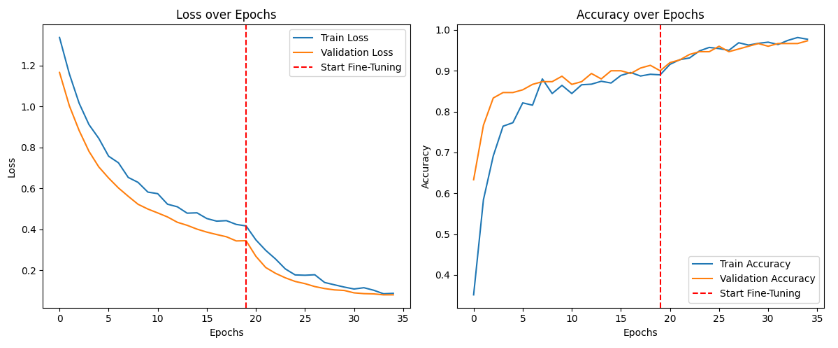 Loss over Epochs
Train Loss
Validation Loss
Start Fine-Tuning
Loss
1.2
1.0
0.8
0.6
0.4
0.2
0
5
10
15
20
25
30
35
Epochs
Accuracy over Epochs
Accuracy
1.0
0.9
0.8
0.7
0.6
0.5
0.4
Train Accuracy
Validation Accuracy
Start Fine-Tuning
0
5
10
15
20
25
30
35
Epochs